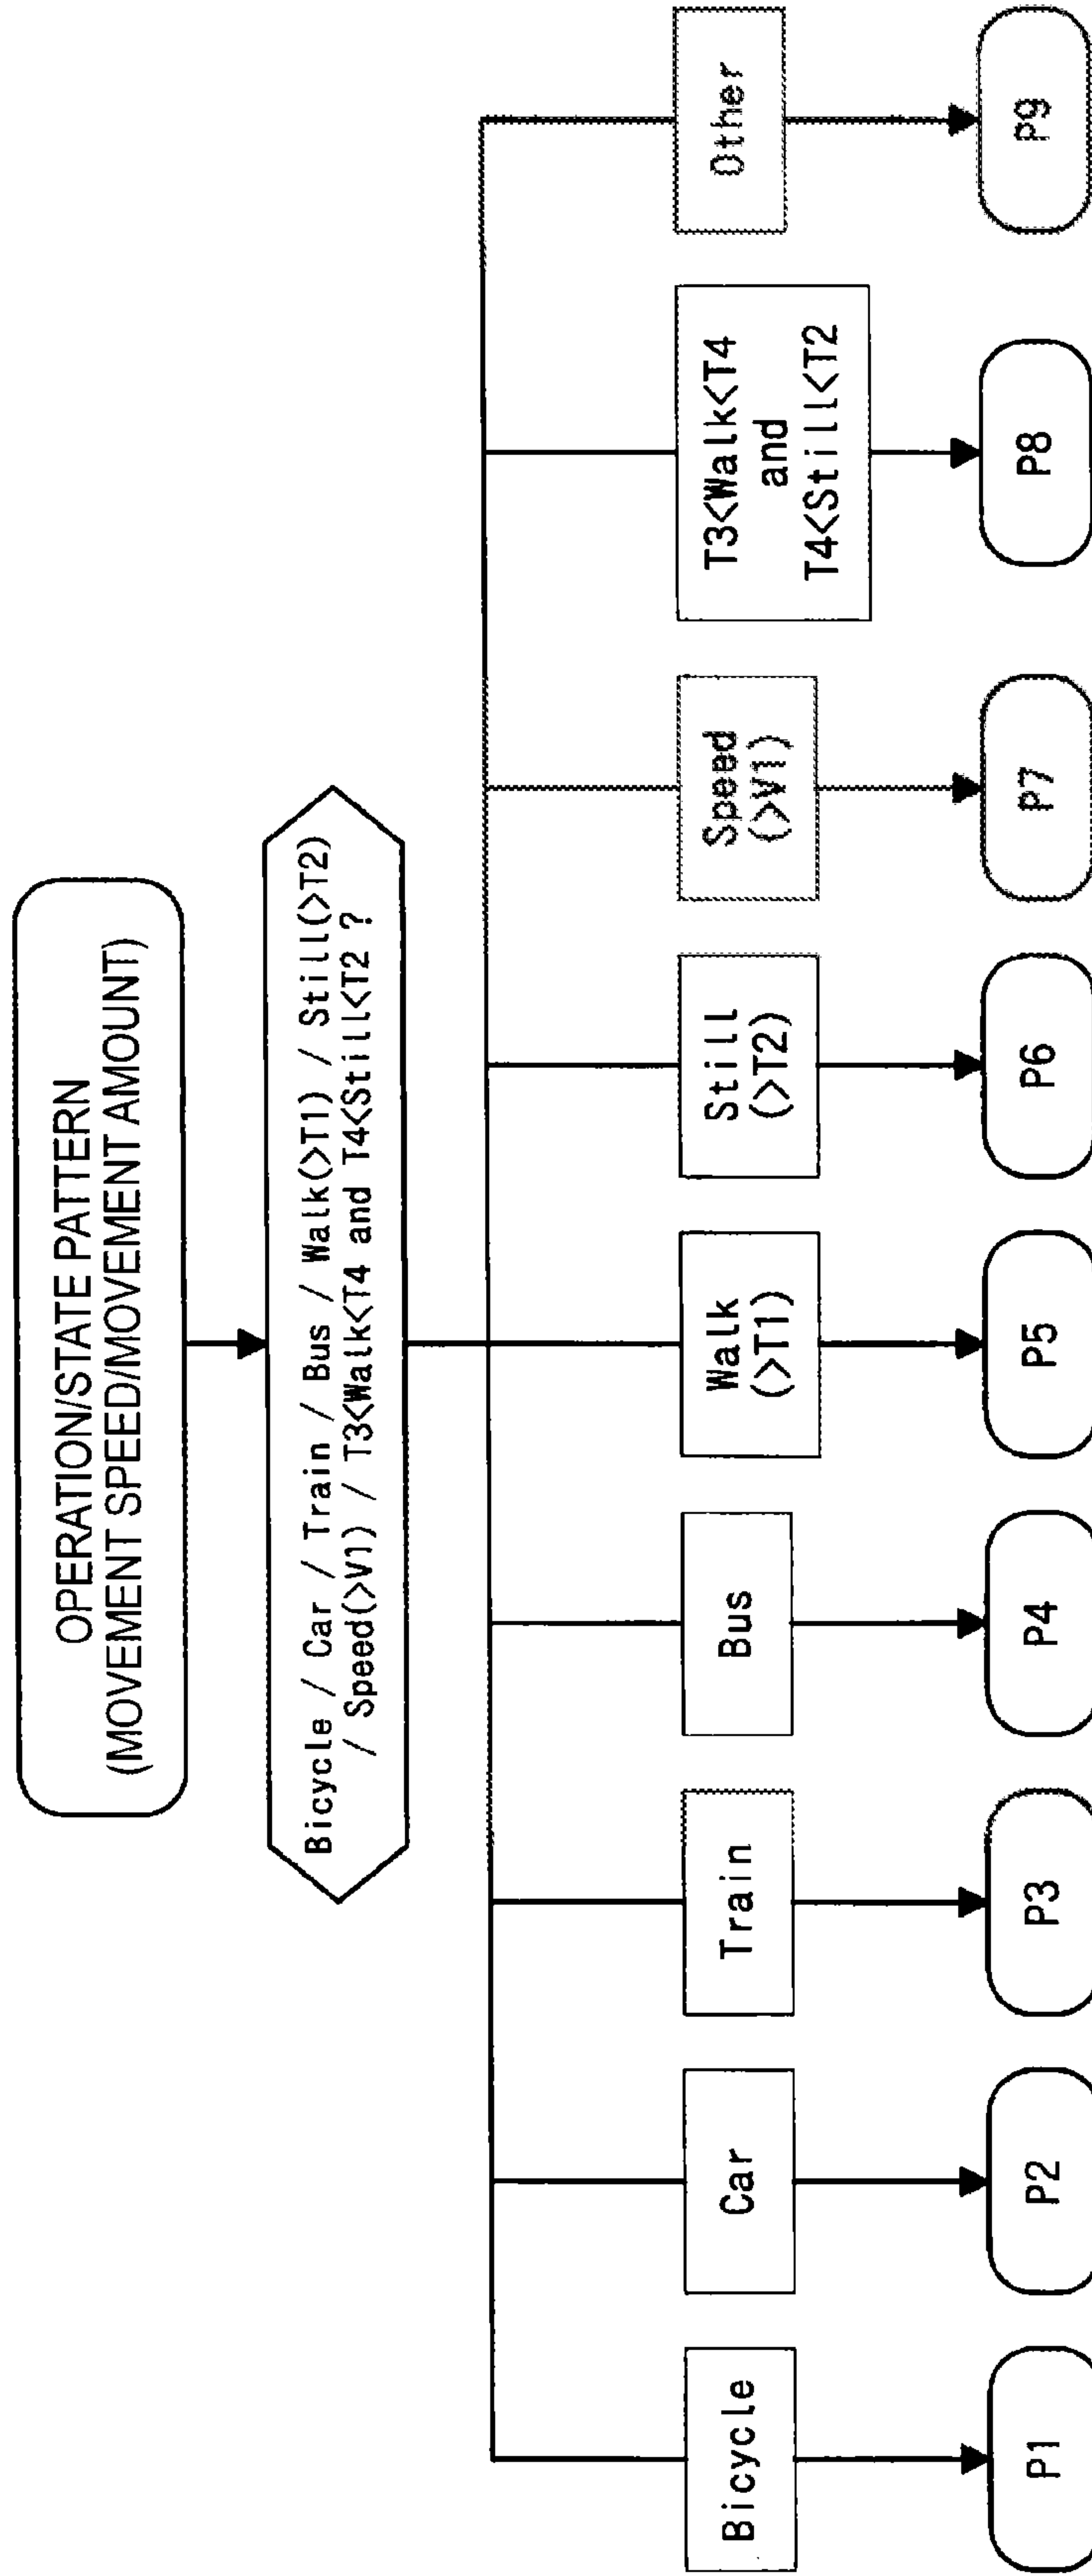 OPERATION/STATE PATTERN
(MOVEMENT SPEED/MOVEMENT AMOUNT)
Bicycle / Car / Train / Bus / Walk(>T1) / Still(>T2)
/ Speed(>V1) / T3<Walk<T4 and T4<Still<T2 ?
Bicycle
Car
Train
Bus
Walk
(>T1)
Still
(>T2)
Speed
(>V1)
T3<Walk<T4
and
T4<Still<T2
Other
P1
P2
P3
P4
P5
P6
P7
P8
P9